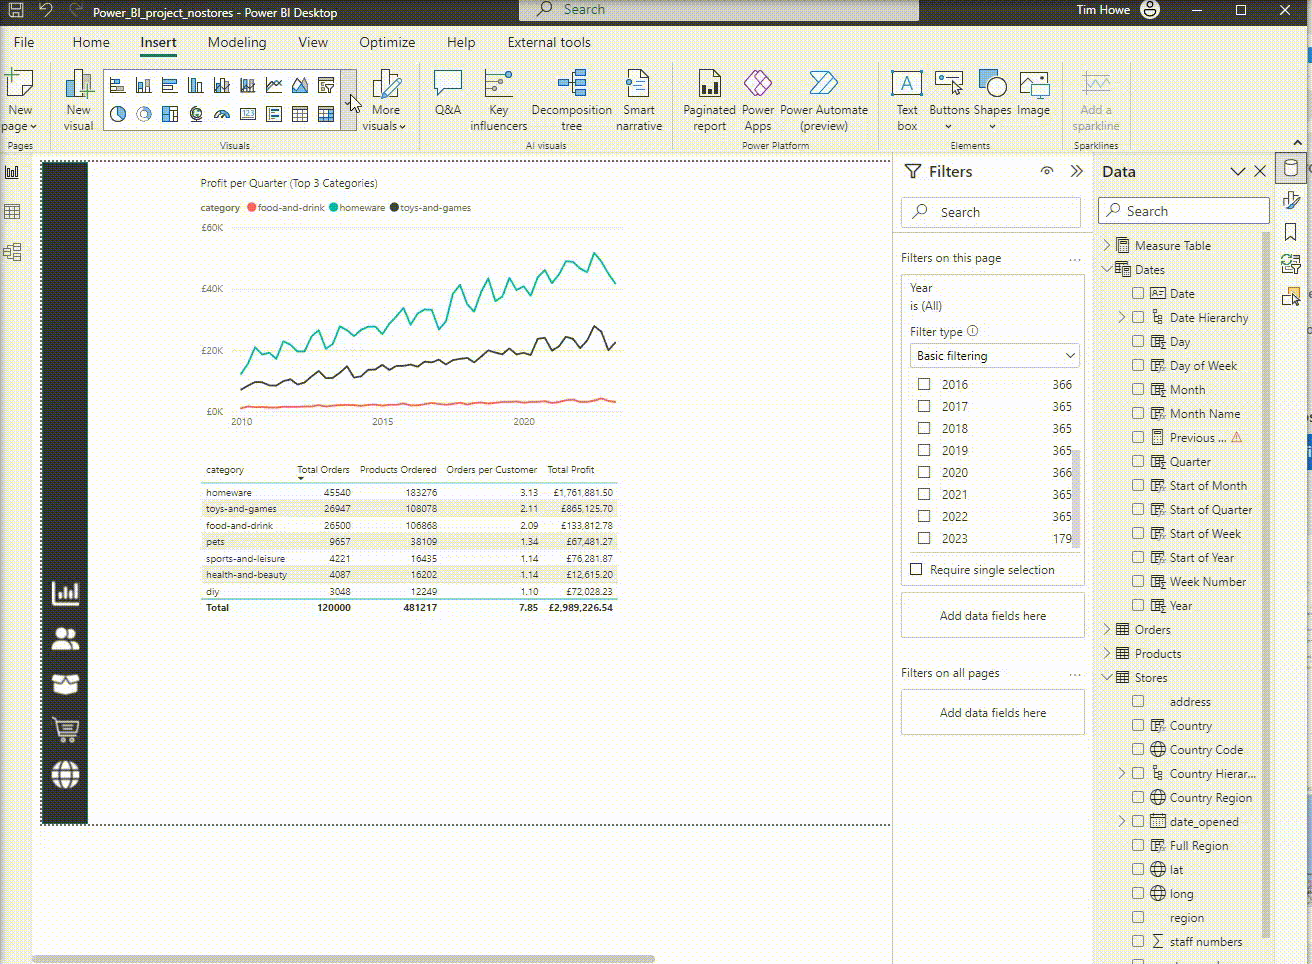 Power_BI_project_nostores - Power BI Desktop
Search
Tim Howe
File Home Insert Modeling View Optimize Help External tools
New page
Pages
New visual
More visuals
Visuals
Q&A
Key influencers
Decomposition tree
Smart narrative
AI visuals
Paginated report
Power Apps
Power Automate (preview)
Power Platform
Text box
Buttons
Shapes
Image
Elements
Add a sparkline
Sparklines
Profit per Quarter (Top 3 Categories)
category food-and-drink homeware toys-and-games
£60K
£40K
£20K
£0K
2010 2015 2020
category Total Orders Products Ordered Orders per Customer Total Profit
homeware 45540 183276 3.13 £1,761,881.50
toys-and-games 26947 108078 2.11 £865,125.70
food-and-drink 26500 106868 2.09 £133,812.78
pets 9657 38109 1.34 £67,481.27
sports-and-leisure 4221 16435 1.14 £76,281.87
health-and-beauty 4087 16202 1.14 £12,615.20
diy 3048 12249 1.10 £72,028.23
Total 120000 481217 7.85 £2,989,226.54
Filters
Search
Filters on this page
...
Year
is (All)
Filter type
Basic filtering
2016 366
2017 365
2018 365
2019 365
2020 366
2021 365
2022 365
2023 179
Require single selection
Add data fields here
Filters on all pages
...
Add data fields here
Data
Search
Measure Table
Dates
Date
Date Hierarchy
Day
Day of Week
Month
Month Name
Previous ...
Quarter
Start of Month
Start of Quarter
Start of Week
Start of Year
Week Number
Year
Orders
Products
Stores
address
Country
Country Code
Country Hierar...
Country Region
date_opened
Full Region
lat
long
region
staff numbers